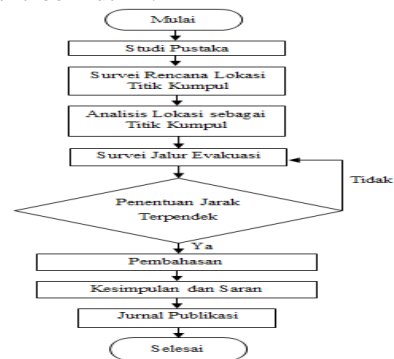 Mulai
Studi Pustaka
Survei Rencana Lokasi
Titik Kumpul
Analisis Lokasi sebagai
Titik Kumpul
Survei Jalur Evakuasi
Tidak
Penentuan Jarak
Terpendek
Ya
Pembahasan
Kesimpulan dan Saran
Jurnal Publikasi
Selesai